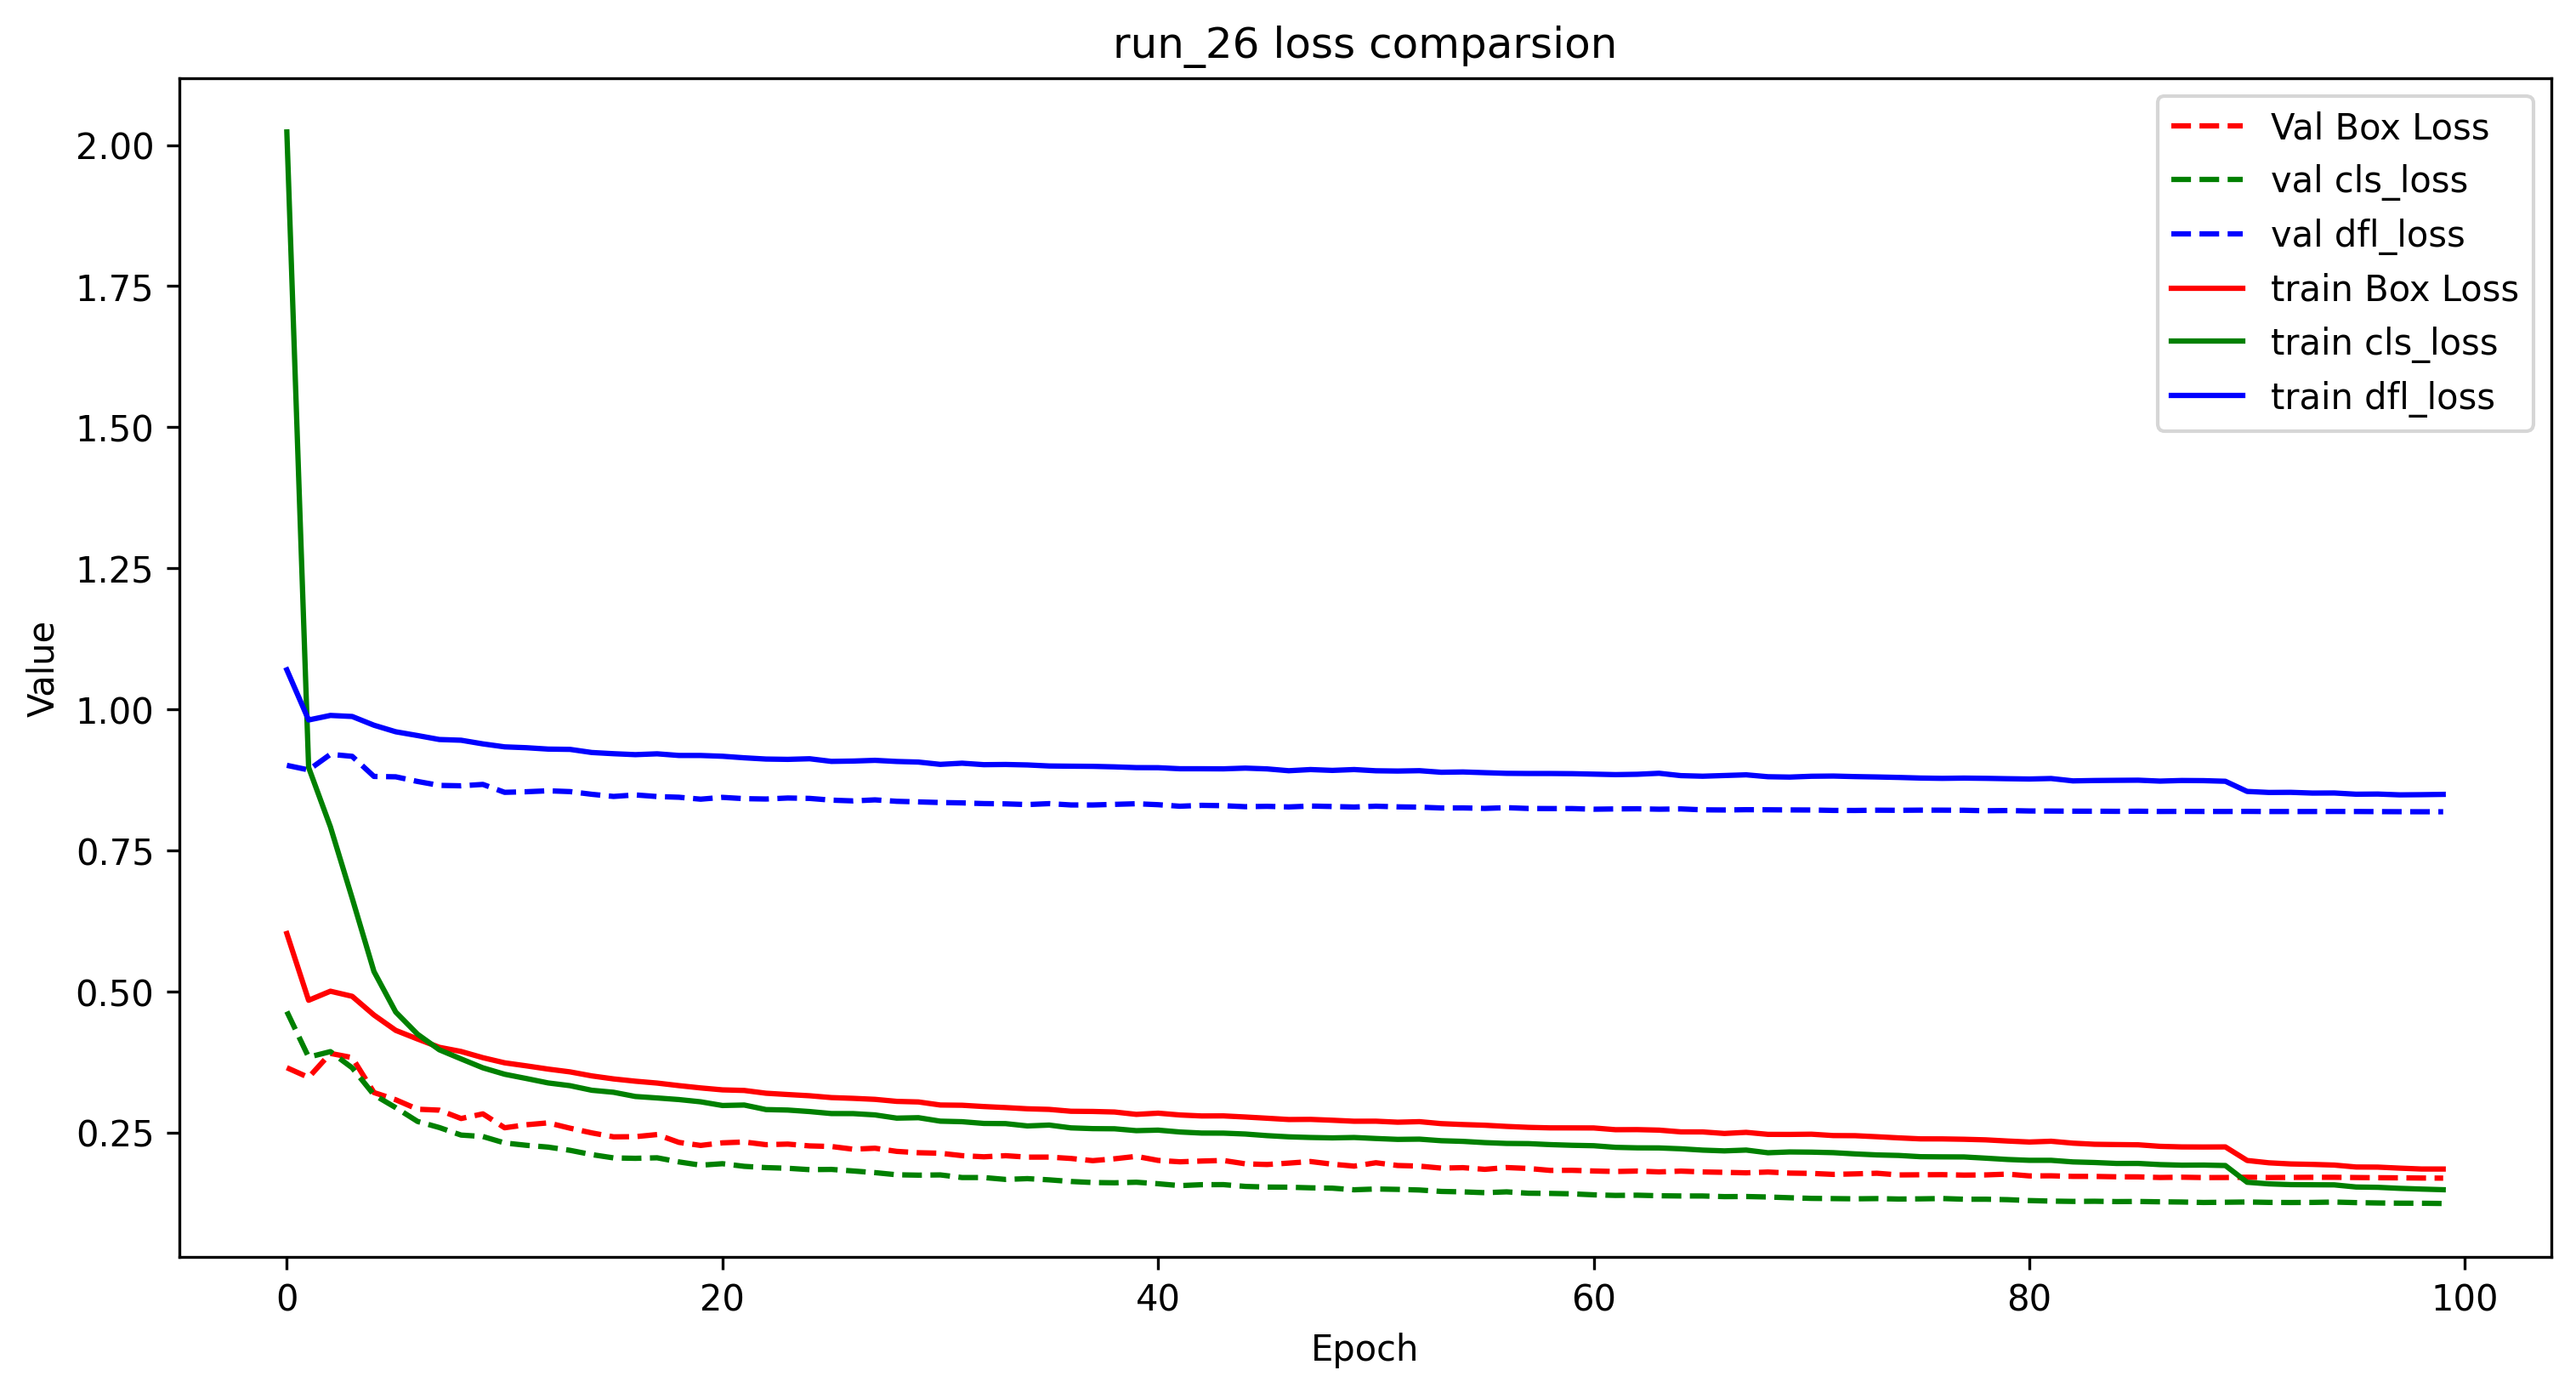 run_26 loss comparsion
Val Box Loss
val cls_loss
val dfl_loss
train Box Loss
train cls_loss
train dfl_loss
Value
2.00
1.75
1.50
1.25
1.00
0.75
0.50
0.25
0 20 40 60 80 100
Epoch